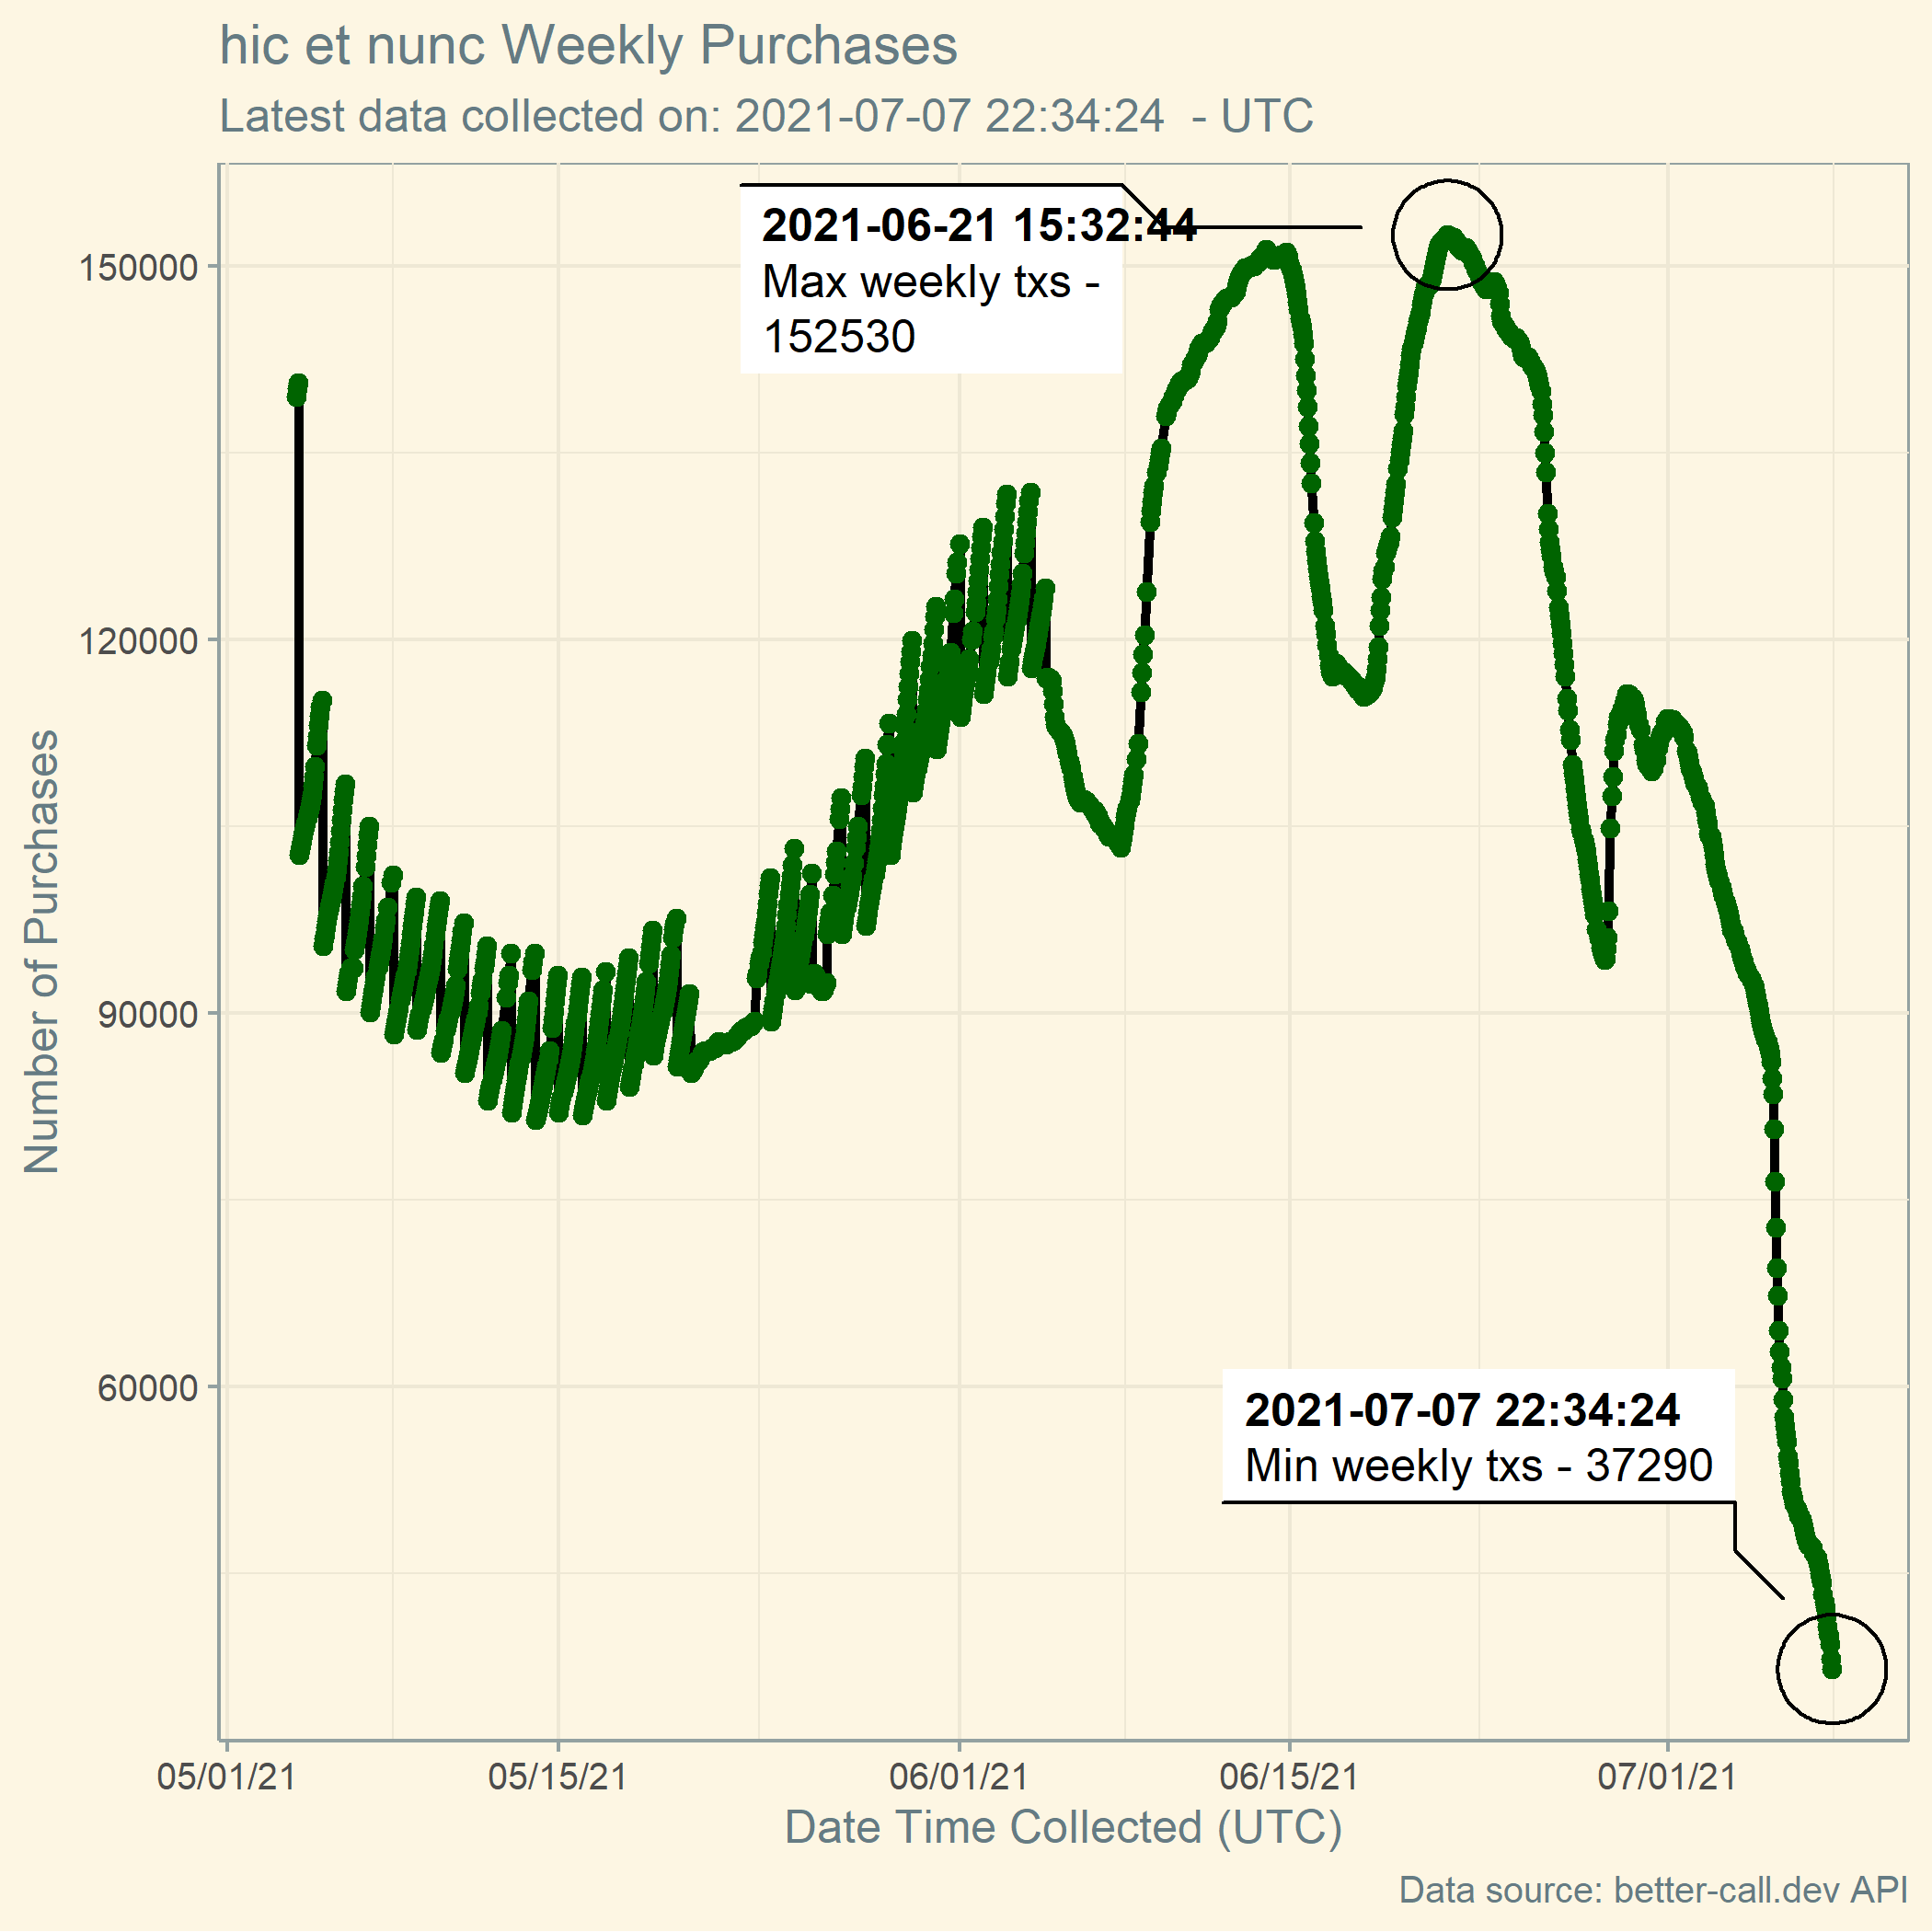 hic et nunc Weekly Purchases
Latest data collected on: 2021-07-07 22:34:24  - UTC
2021-06-21 15:32:44
Max weekly txs -
152530
150000
120000
90000
60000
Number of Purchases
2021-07-07 22:34:24
Min weekly txs - 37290
05/01/21 05/15/21 06/01/21 06/15/21 07/01/21
Date Time Collected (UTC)
Data source: better-call.dev API